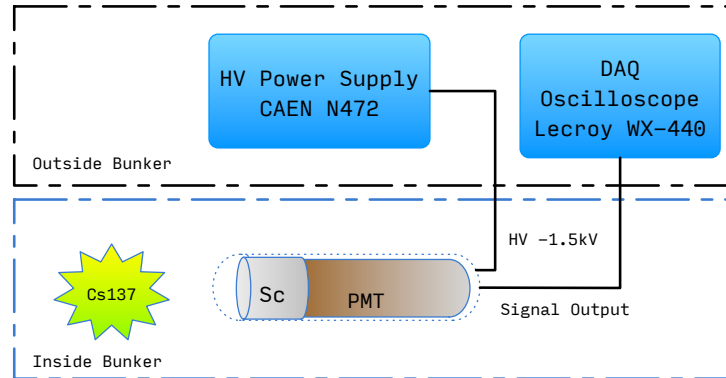 HV Power Supply
CAEN N472
DAQ
Oscilloscope
Lecroy WX-440
Outside Bunker
HV -1.5kV
Cs137
Sc
PMT
Signal Output
Inside Bunker